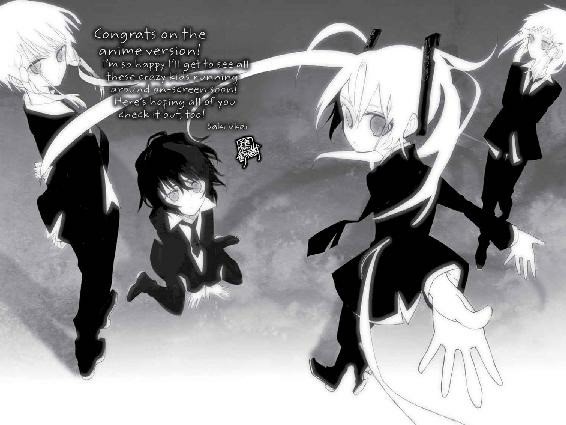 Congrats on the
anime version!
I'm so happy I'll get to see all
these crazy kids running
around on-screen soon!
Here's hoping all of you
check it out, too!